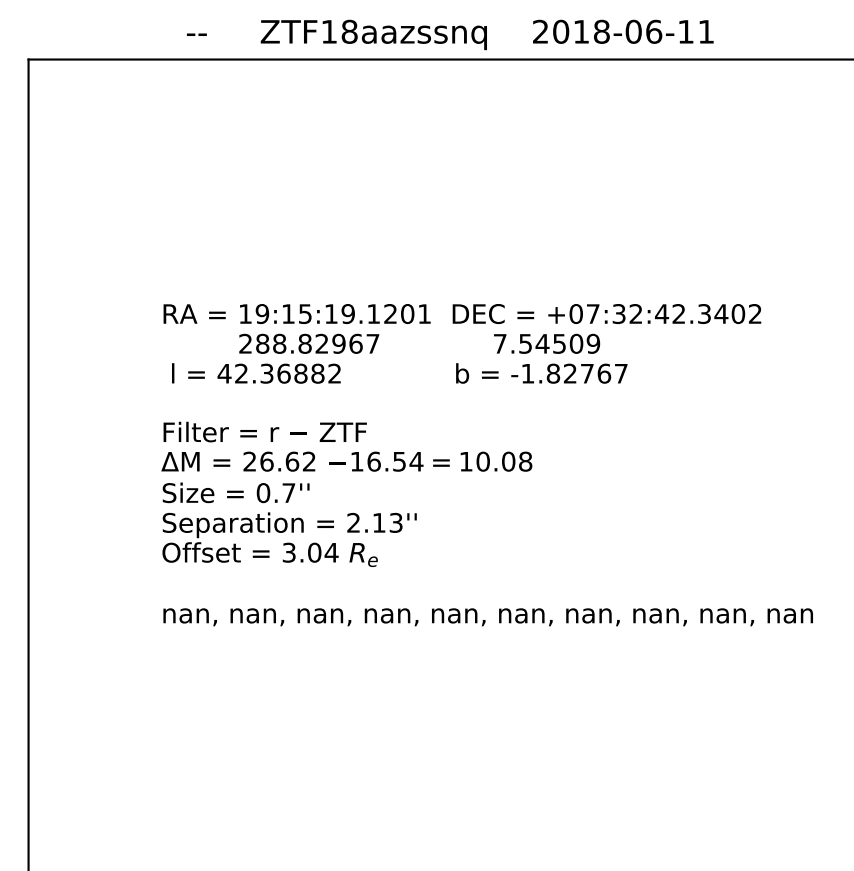 -- ZTF18aazssnq 2018-06-11
RA = 19:15:19.1201 DEC = +07:32:42.3402
288.82967 7.54509
l = 42.36882 b = -1.82767
Filter = r − ZTF
ΔM = 26.62 −16.54 = 10.08
Size = 0.7''
Separation = 2.13''
Offset = 3.04 Rₑ
nan, nan, nan, nan, nan, nan, nan, nan, nan, nan